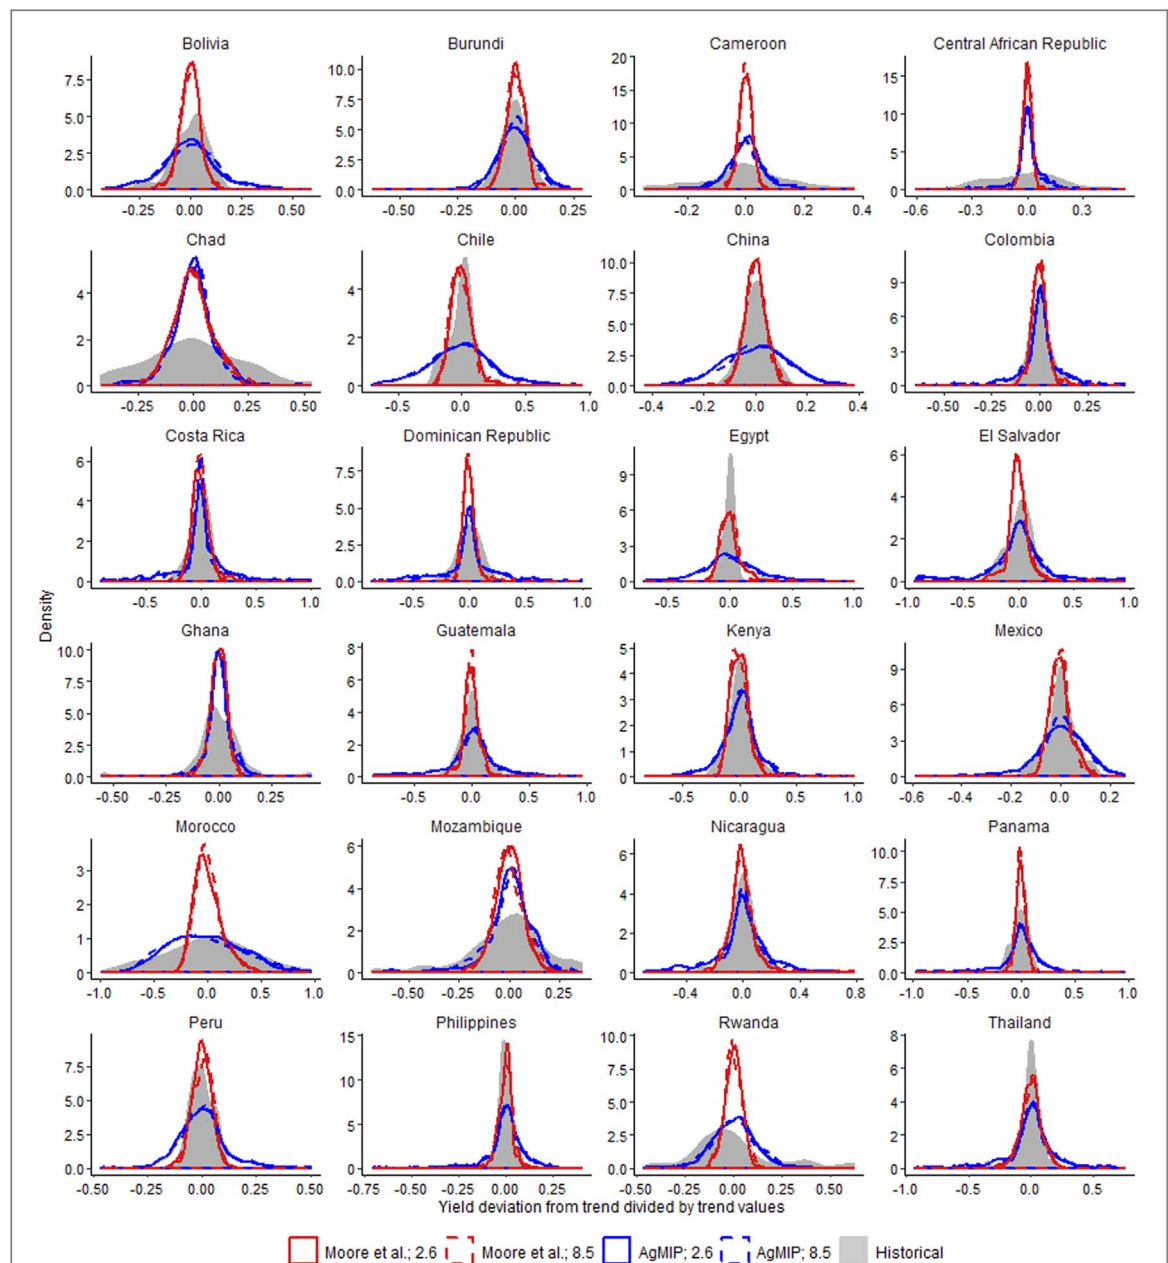 Bolivia Burundi Cameroon Central African Republic
7.5 5.0 2.5 0.0
10.0 7.5 5.0 2.5 0.0
20 15 10 5 0
15 10 5 0
-0.25 0.00 0.25 0.50
-0.50 -0.25 0.00 0.25
-0.2 0.0 0.2 0.4
-0.6 -0.3 0.0 0.3
Chad Chile China Colombia
4 2 0
6 4 2 0
10.0 7.5 5.0 2.5 0.0
9 6 3 0
-0.25 0.00 0.25 0.50
-0.5 0.0 0.5 1.0
-0.4 -0.2 0.0 0.2 0.4
-0.50 -0.25 0.00 0.25
Costa Rica Dominican Republic Egypt El Salvador
6 4 2 0
7.5 5.0 2.5 0.0
9 6 3 0
6 4 2 0
-0.5 0.0 0.5 1.0
-0.5 0.0 0.5 1.0
-0.5 0.0 0.5 1.0
-1.0 -0.5 0.0 0.5 1.0
Density
Ghana Guatemala Kenya Mexico
10.0 7.5 5.0 2.5 0.0
8 6 4 2 0
5 4 3 2 1 0
9 6 3 0
-0.50 -0.25 0.00 0.25
-0.5 0.0 0.5 1.0
-0.5 0.0 0.5 1.0
-0.6 -0.4 -0.2 0.0 0.2
Morocco Mozambique Nicaragua Panama
3 2 1 0
6 4 2 0
6 4 2 0
10.0 7.5 5.0 2.5 0.0
-1.0 -0.5 0.0 0.5 1.0
-0.50 -0.25 0.00 0.25
-0.4 0.0 0.4 0.8
-1.0 -0.5 0.0 0.5 1.0
Peru Philippines Rwanda Thailand
7.5 5.0 2.5 0.0
15 10 5 0
10.0 7.5 5.0 2.5 0.0
8 6 4 2 0
-0.50 -0.25 0.00 0.25 0.50
-0.75 -0.50 -0.25 0.00 0.25
-0.50 -0.25 0.00 0.25 0.50
-1.0 -0.5 0.0 0.5
Yield deviation from trend divided by trend values
Moore et al.; 2.6 Moore et al.; 8.5 AgMIP; 2.6 AgMIP; 8.5 Historical